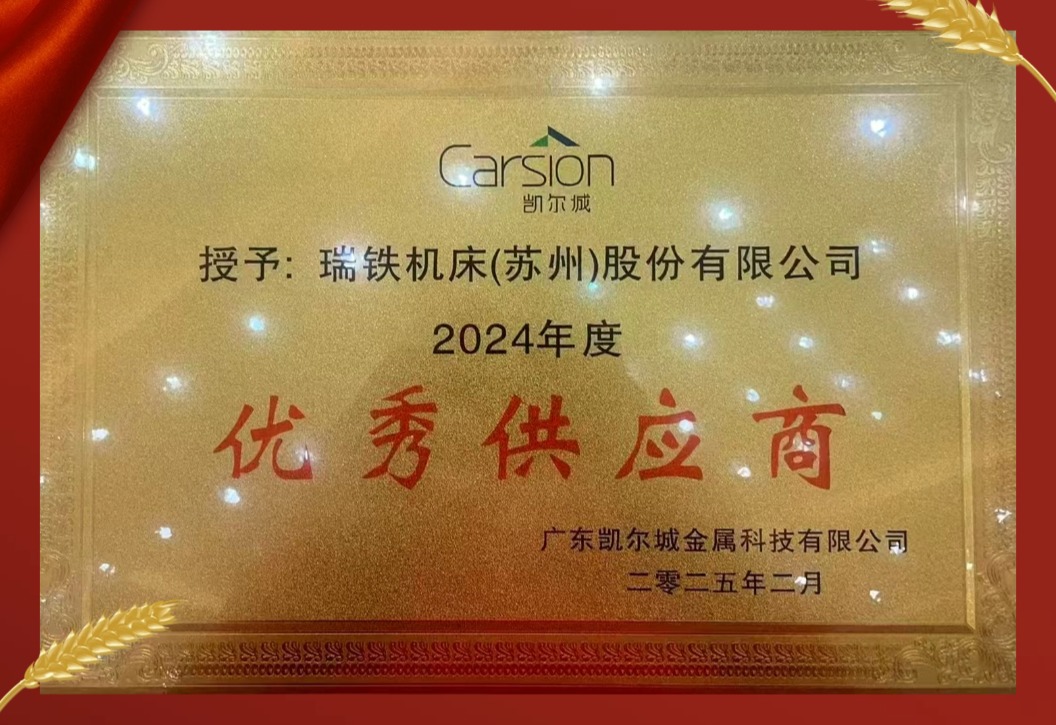 Carsion
凯尔城
授予: 瑞铁机床(苏州)股份有限公司
2024年度
优秀供应商
广东凯尔城金属科技有限公司
二零二五年二月